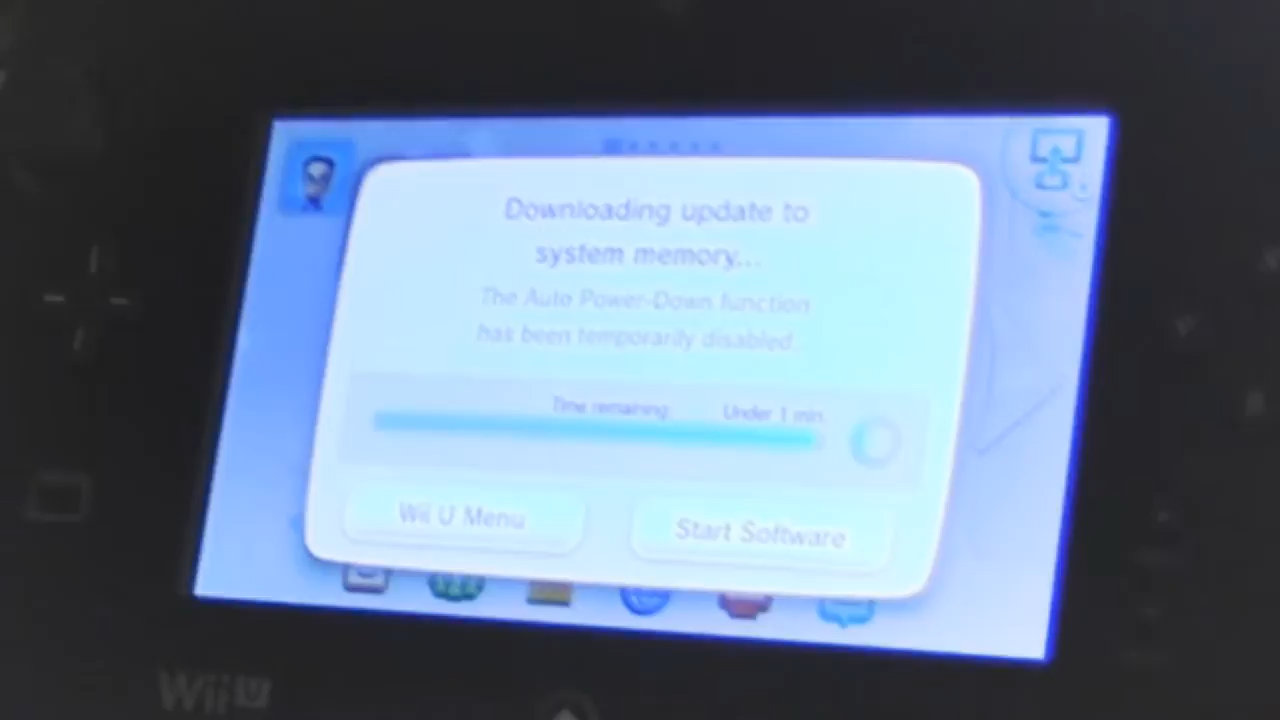 Downloading update to
system memory...
The Auto Power-Down function
has been temporarily disabled.
Time remaining Under 1 min
Wii U Menu Start Software
Wii U